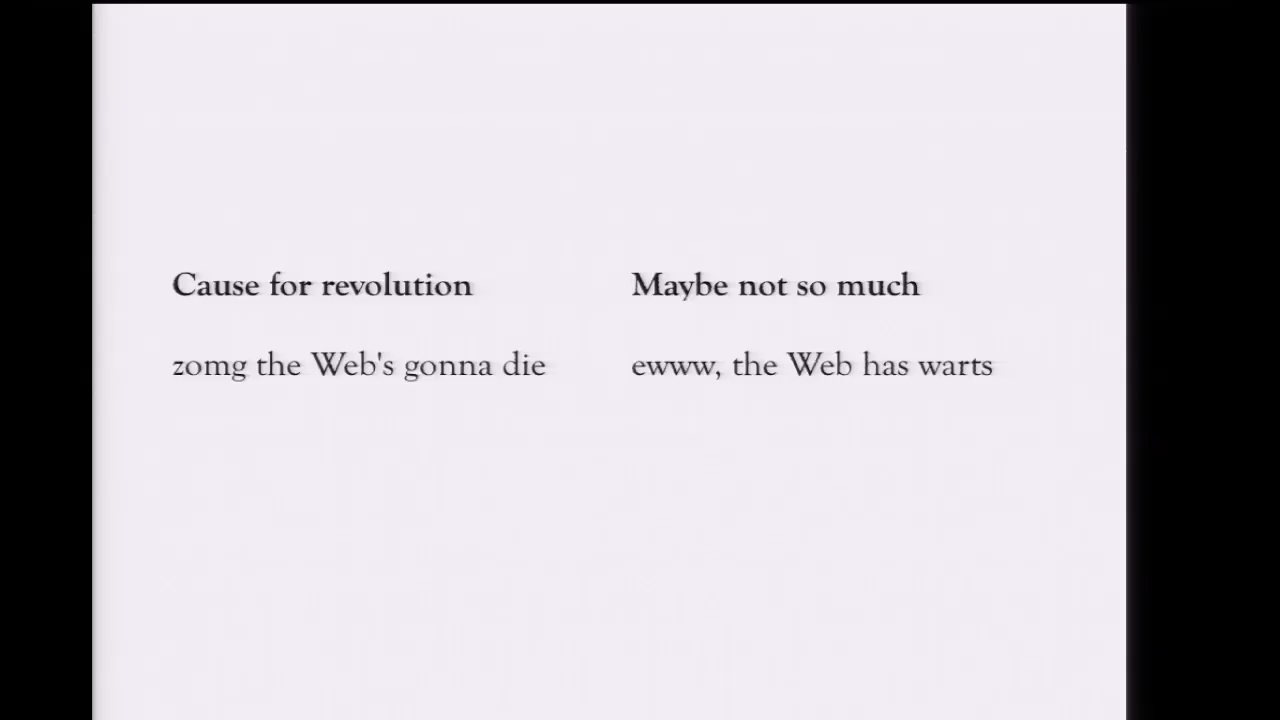 Cause for revolution
Maybe not so much
zomg the Web's gonna die
ewww, the Web has warts